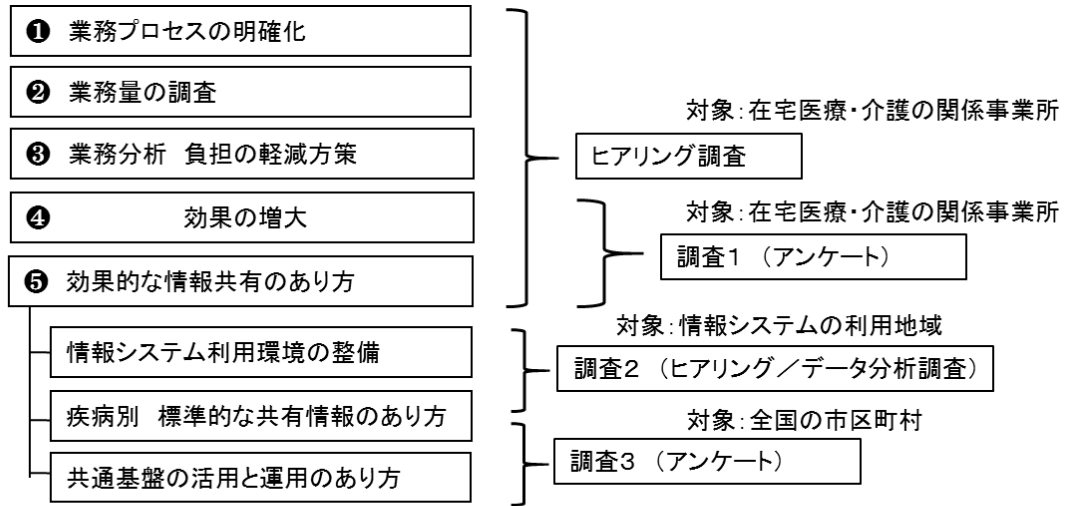 ❶ 業務プロセスの明確化
❷ 業務量の調査
❸ 業務分析 負担の軽減方策
❹ 効果の増大
❺ 効果的な情報共有のあり方
情報システム利用環境の整備
疾病別 標準的な共有情報のあり方
共通基盤の活用と運用のあり方
対象:在宅医療・介護の関係事業所
ヒアリング調査
対象:在宅医療・介護の関係事業所
調査1 (アンケート)
対象:情報システムの利用地域
調査2 (ヒアリング/データ分析調査)
対象:全国の市区町村
調査3 (アンケート)